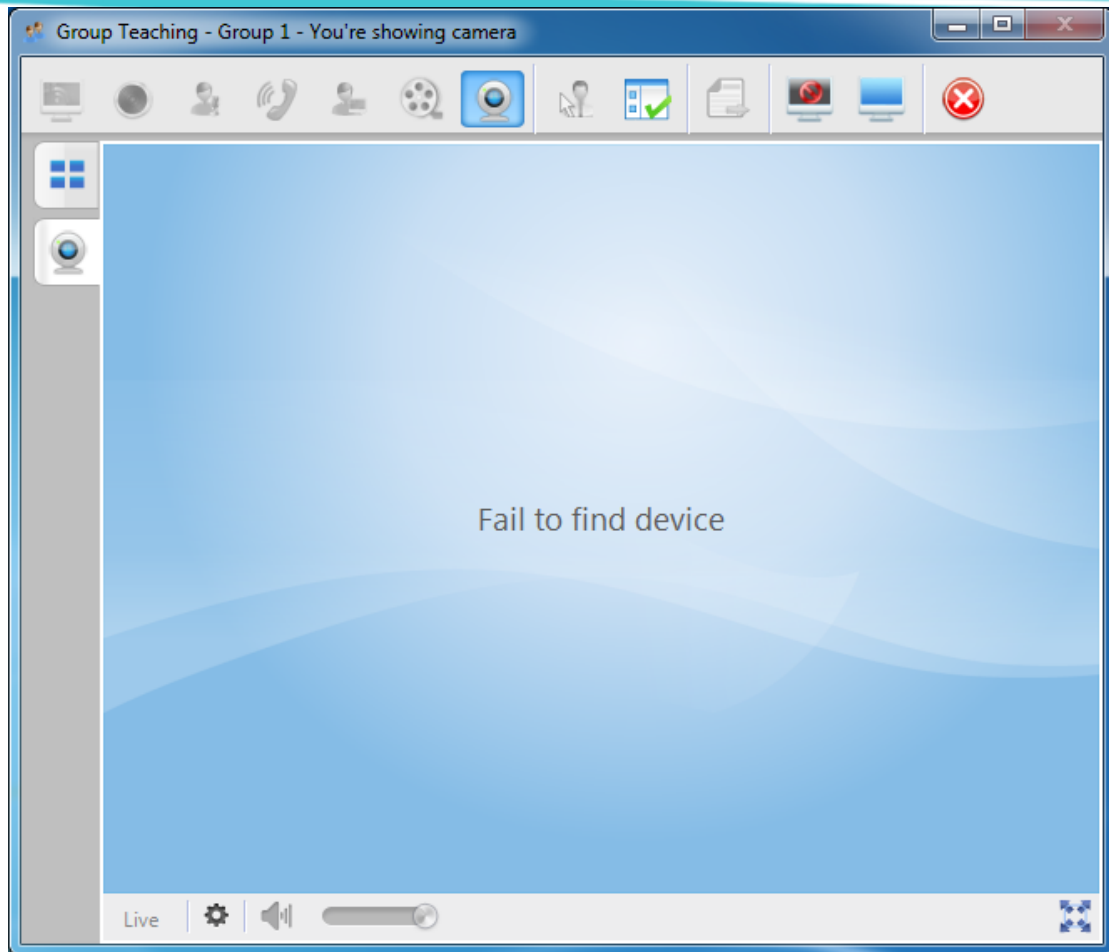 Group Teaching - Group 1 - You're showing camera
Fail to find device
Live